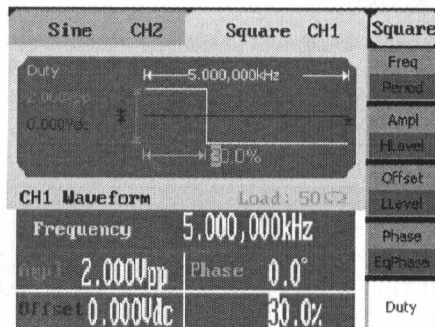 Sine CH2 Square CH1 Square
Duty 5.000,000kHz Freq
Period
2.000Vpp
0.000Vdc Ampl
HLevel
30.0%
Offset
CH1 Waveform Load: 50Ω LLevel
Frequency 5.000,000kHz Phase
EqPhase
Ampl 2.000Vpp Phase 0.0°
Offset 0.000Vdc 30.0% Duty